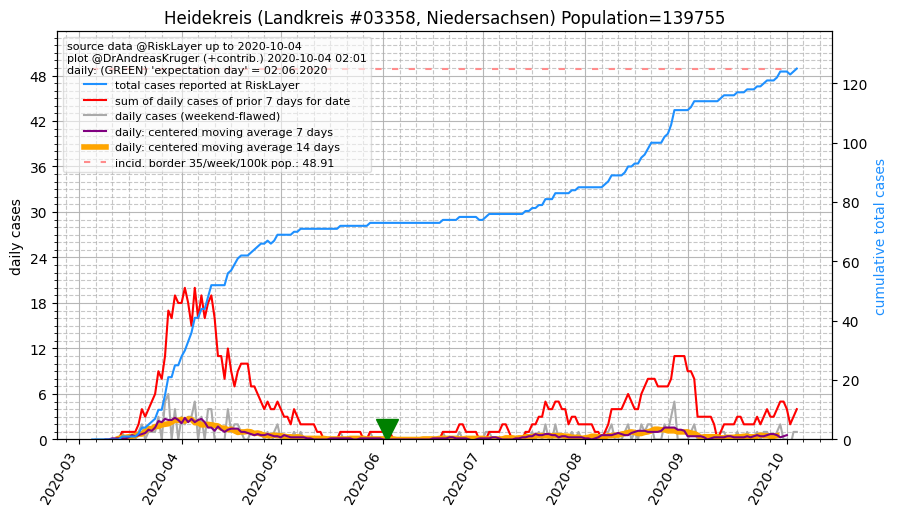 Heidekreis (Landkreis #03358, Niedersachsen) Population=139755
source data @RiskLayer up to 2020-10-04
plot @DrAndreasKruger (+contrib.) 2020-10-04 02:01
daily: (GREEN) 'expectation day' = 02.06.2020
total cases reported at RiskLayer
sum of daily cases of prior 7 days for date
daily cases (weekend-flawed)
daily: centered moving average 7 days
daily: centered moving average 14 days
incid. border 35/week/100k pop.: 48.91
daily cases
48
42
36
30
24
18
12
6
0
cumulative total cases
120
100
80
60
40
20
0
2020-03
2020-04
2020-05
2020-06
2020-07
2020-08
2020-09
2020-10